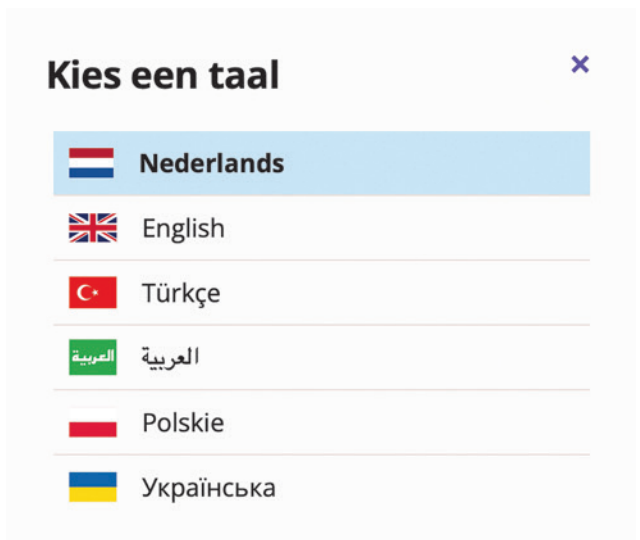 Kies een taal
×
Nederlands
English
Türkçe
العربية العربية
Polskie
Українська